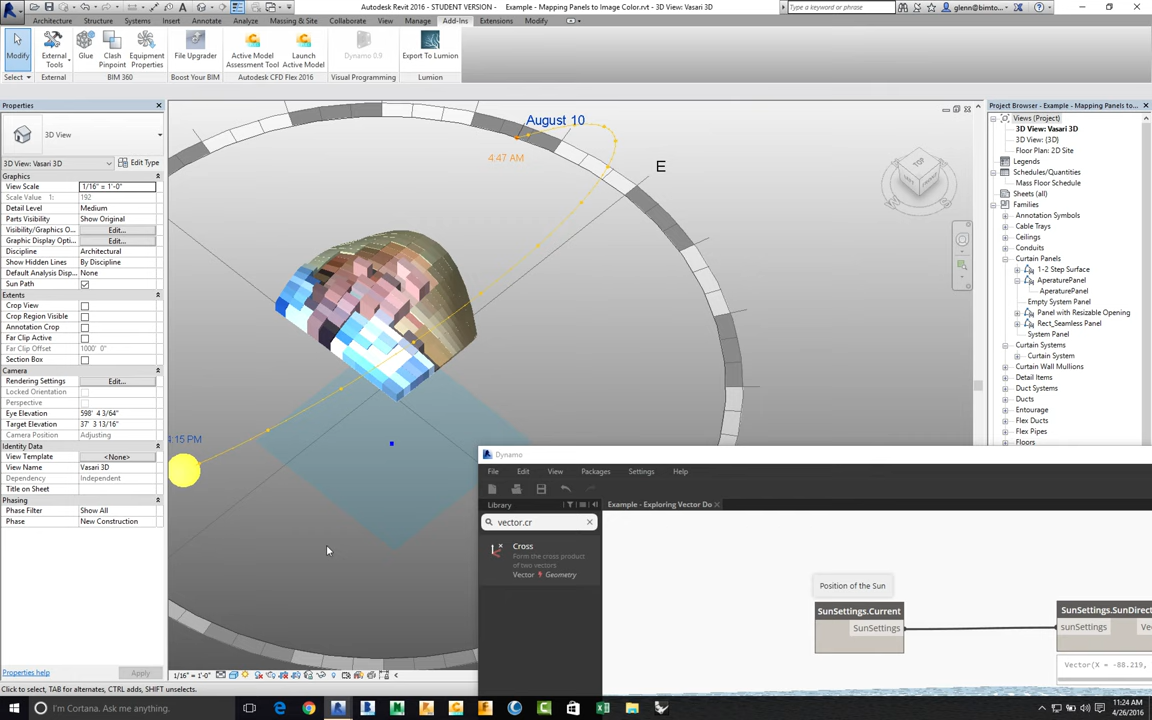 Autodesk Revit 2016 - STUDENT VERSION -
Example - Mapping Panels to Image Color.rvt - 3D View: Vasari 3D
Type a keyword or phrase
glenn@bimto...
Architecture Structure Systems Insert Annotate Analyze Massing & Site Collaborate View Manage Add-Ins Extensions Modify
Modify
External Tools
Glue
Clash Pinpoint
Equipment Properties
File Upgrader
Active Model Assessment Tool
Launch Active Model
Dynamo 0.9
Export To Lumion
Select
External
BIM 360
Boost Your BIM
Autodesk CFD Flex 2016
Visual Programming
Lumion
Properties
3D View
3D View: Vasari 3D
Edit Type
Graphics
View Scale 1/16" = 1'-0"
Scale Value 1: 192
Detail Level Medium
Parts Visibility Show Original
Visibility/Graphics O... Edit...
Graphic Display Opti... Edit...
Discipline Architectural
Show Hidden Lines By Discipline
Default Analysis Disp... None
Sun Path
Extents
Crop View
Crop Region Visible
Annotation Crop
Far Clip Active
Far Clip Offset 1000' 0"
Section Box
Camera
Rendering Settings Edit...
Locked Orientation
Perspective
Eye Elevation 598' 4 3/64"
Target Elevation 37' 3 13/16"
Camera Position Adjusting
Identity Data
View Template <None>
View Name Vasari 3D
Dependency Independent
Title on Sheet
Phasing
Phase Filter Show All
Phase New Construction
Properties help
Apply
August 10
4:47 AM
E
4:15 PM
TOP
Project Browser - Example - Mapping Panels to...
Views (Project)
3D View: Vasari 3D
3D View: {3D}
Floor Plan: 2D Site
Legends
Schedules/Quantities
Mass Floor Schedule
Sheets (all)
Families
Annotation Symbols
Cable Trays
Ceilings
Conduits
Curtain Panels
1-2 Step Surface
AperaturePanel
AperaturePanel
Empty System Panel
Panel with Resizable Opening
Rect_Seamless Panel
System Panel
Curtain Systems
Curtain System
Curtain Wall Mullions
Detail Items
Duct Systems
Ducts
Entourage
Flex Ducts
Flex Pipes
Floors
Dynamo
File Edit View Packages Settings Help
Library
Example - Exploring Vector Do
vector.cr
Cross
Form the cross product
of two vectors
Vector Geometry
Position of the Sun
SunSettings.Current
SunSettings
SunSettings.SunDirect
sunSettings
Vec
Vector(X = -88.219,
1/16" = 1'-0"
Click to select, TAB for alternates, CTRL adds, SHIFT unselects.
I'm Cortana. Ask me anything.
11:24 AM
4/26/2016